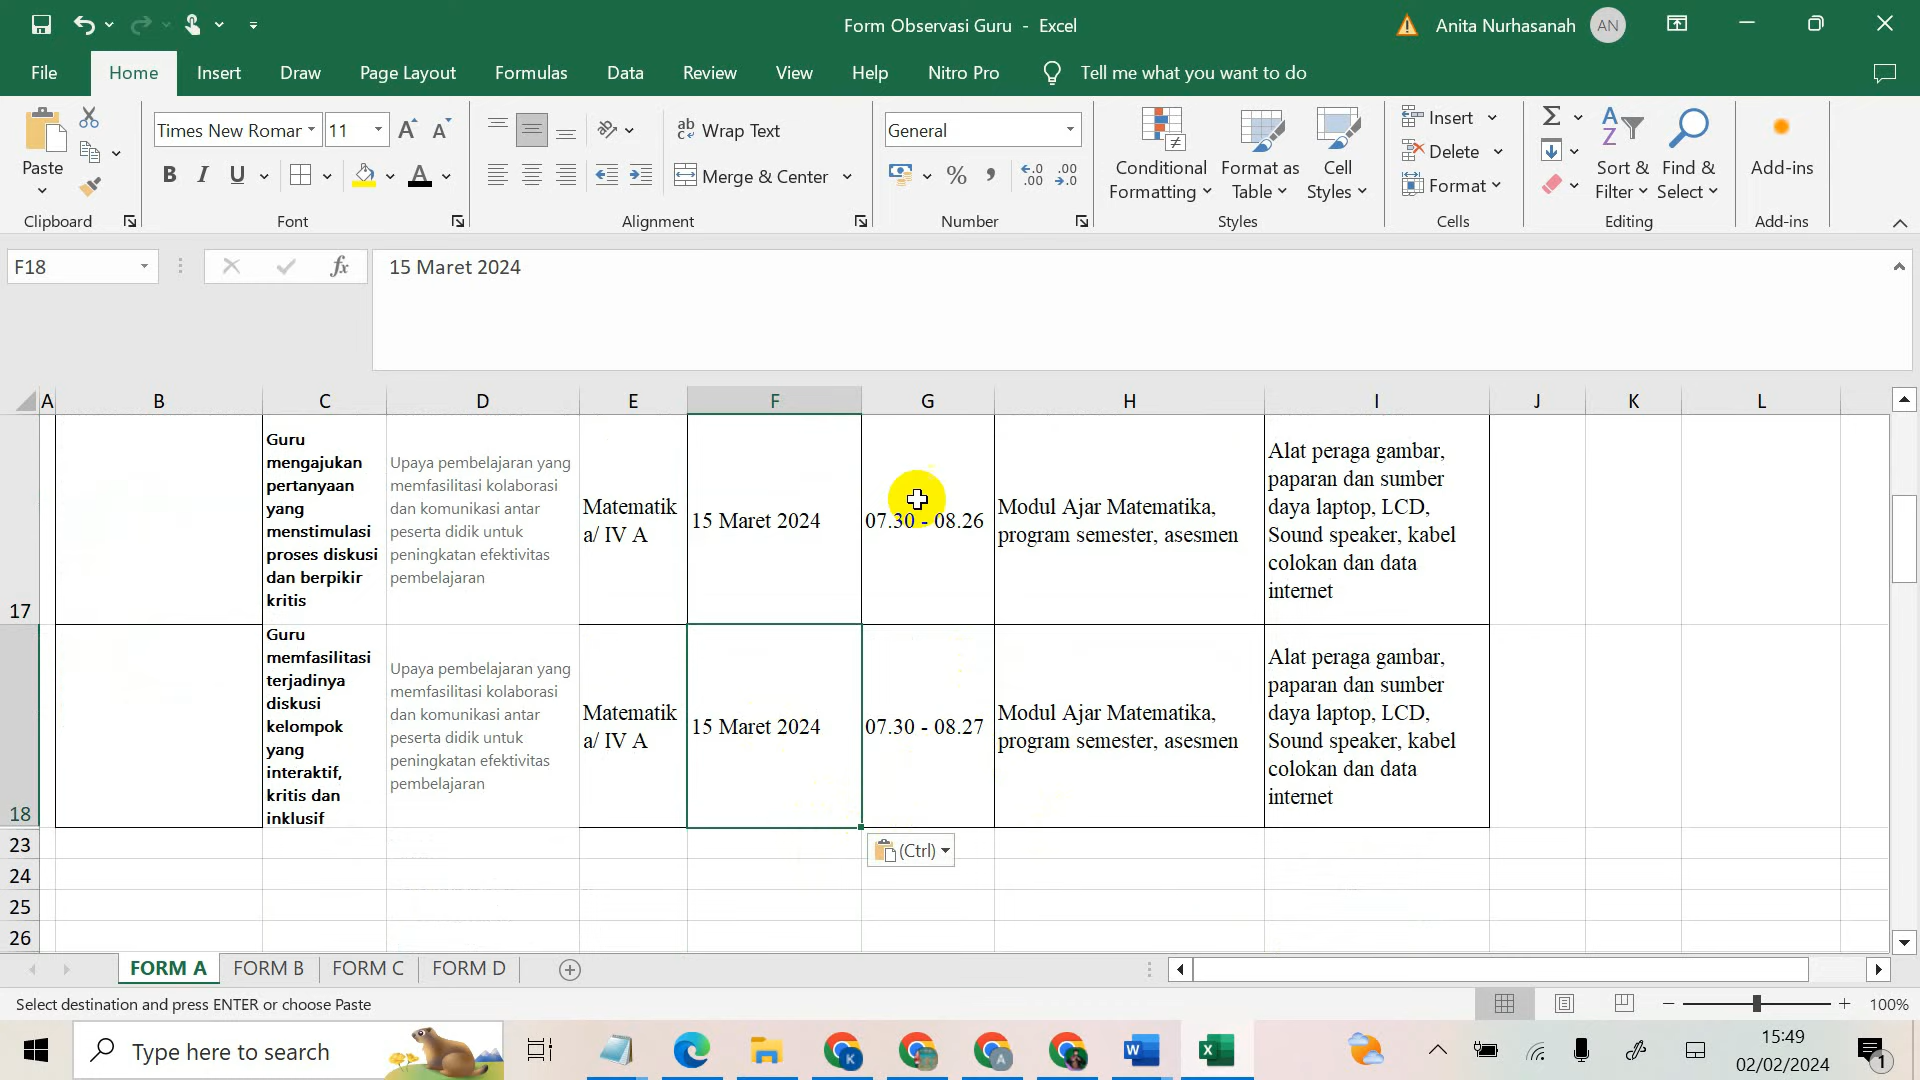 Form Observasi Guru - Excel
Anita Nurhasanah
AN
File
Home
Insert
Draw
Page Layout
Formulas
Data
Review
View
Help
Nitro Pro
Tell me what you want to do
Paste
Clipboard
Times New Romar
11
B
I
U
Font
Wrap Text
Merge & Center
Alignment
General
Number
Conditional
Formatting
Format as
Table
Cell
Styles
Styles
Insert
Delete
Format
Cells
Sort &
Filter
Find &
Select
Editing
Add-ins
Add-ins
F18
fx
15 Maret 2024
A
B
C
D
E
F
G
H
I
J
K
L
17
Guru
mengajukan
pertanyaan
yang
menstimulasi
proses diskusi
dan berpikir
kritis
Upaya pembelajaran yang
memfasilitasi kolaborasi
dan komunikasi antar
peserta didik untuk
peningkatan efektivitas
pembelajaran
Matematik
a/ IV A
15 Maret 2024
07.30 - 08.26
Modul Ajar Matematika,
program semester, asesmen
Alat peraga gambar,
paparan dan sumber
daya laptop, LCD,
Sound speaker, kabel
colokan dan data
internet
18
Guru
memfasilitasi
terjadinya
diskusi
kelompok
yang
interaktif,
kritis dan
inklusif
Upaya pembelajaran yang
memfasilitasi kolaborasi
dan komunikasi antar
peserta didik untuk
peningkatan efektivitas
pembelajaran
Matematik
a/ IV A
15 Maret 2024
07.30 - 08.27
Modul Ajar Matematika,
program semester, asesmen
Alat peraga gambar,
paparan dan sumber
daya laptop, LCD,
Sound speaker, kabel
colokan dan data
internet
(Ctrl)
23
24
25
26
FORM A
FORM B
FORM C
FORM D
Select destination and press ENTER or choose Paste
100%
Type here to search
15:49
02/02/2024
1